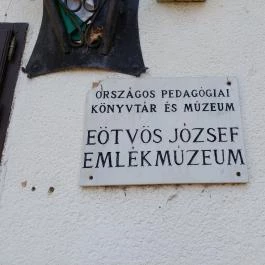 ORSZÁGOS PEDAGÓGIAI
KÖNYVTÁR ÉS MÚZEUM
EÖTVÖS JÓZSEF
EMLÉKMÚZEUM